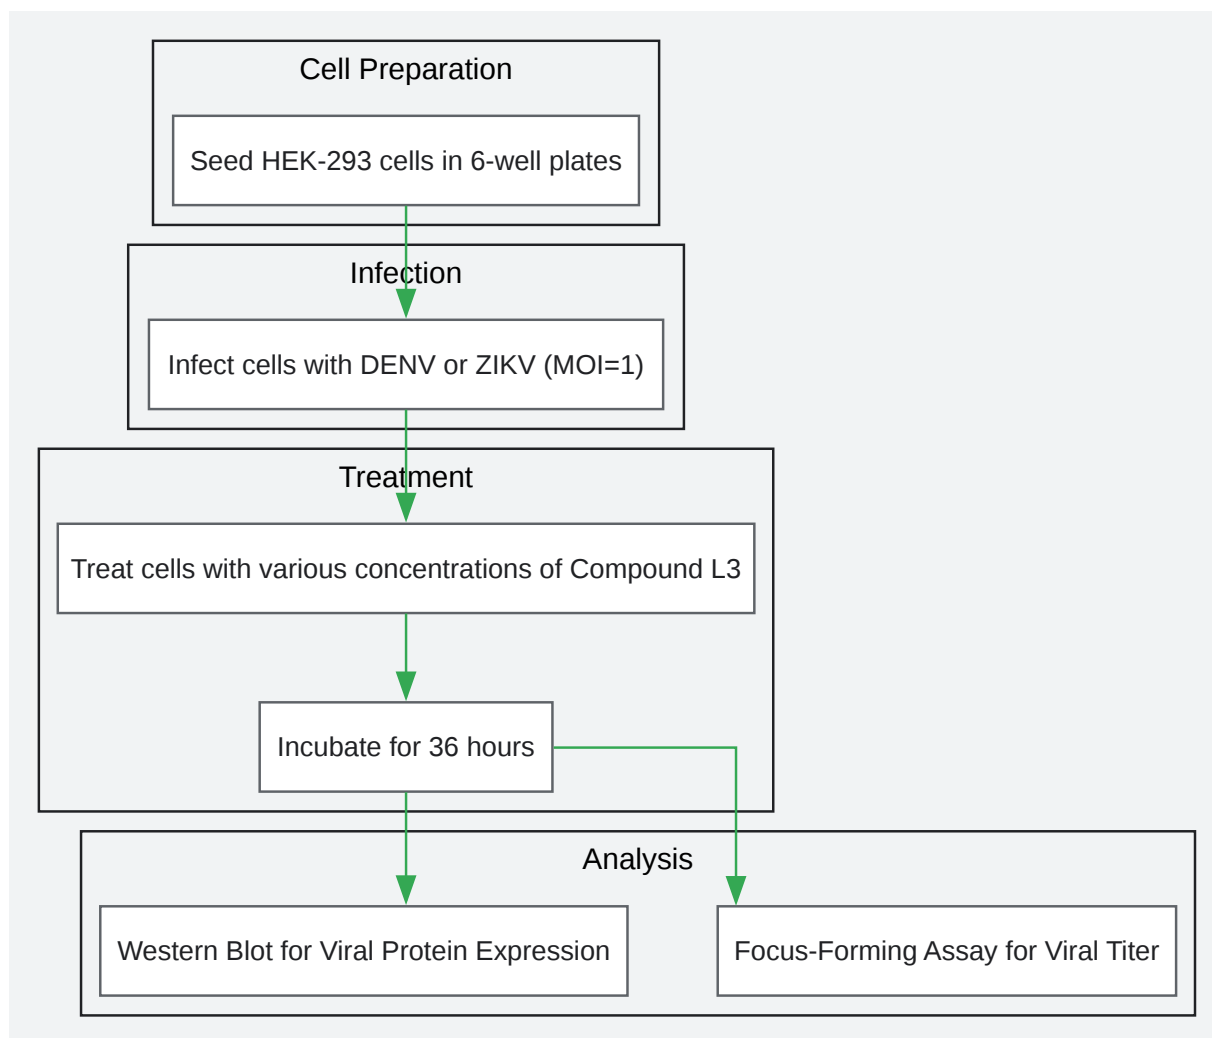 Cell Preparation
Seed HEK-293 cells in 6-well plates
Infection
Infect cells with DENV or ZIKV (MOI=1)
Treatment
Treat cells with various concentrations of Compound L3
Incubate for 36 hours
Analysis
Western Blot for Viral Protein Expression
Focus-Forming Assay for Viral Titer